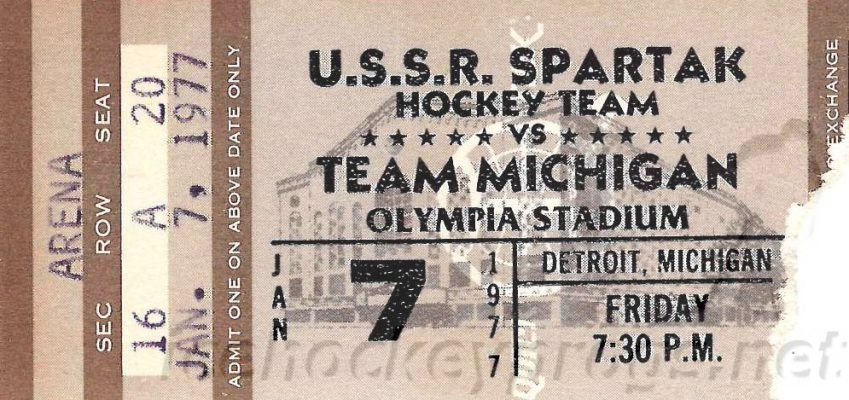 ARENA
SEC 16
ROW A
SEAT 20
JAN. 7, 1977
ADMIT ONE ON ABOVE DATE ONLY
U.S.S.R. SPARTAK
HOCKEY TEAM
★★★★★ VS ★★★★★
TEAM MICHIGAN
OLYMPIA STADIUM
JAN
7
1977
DETROIT, MICHIGAN
FRIDAY
7:30 P.M.
EXCHANGE